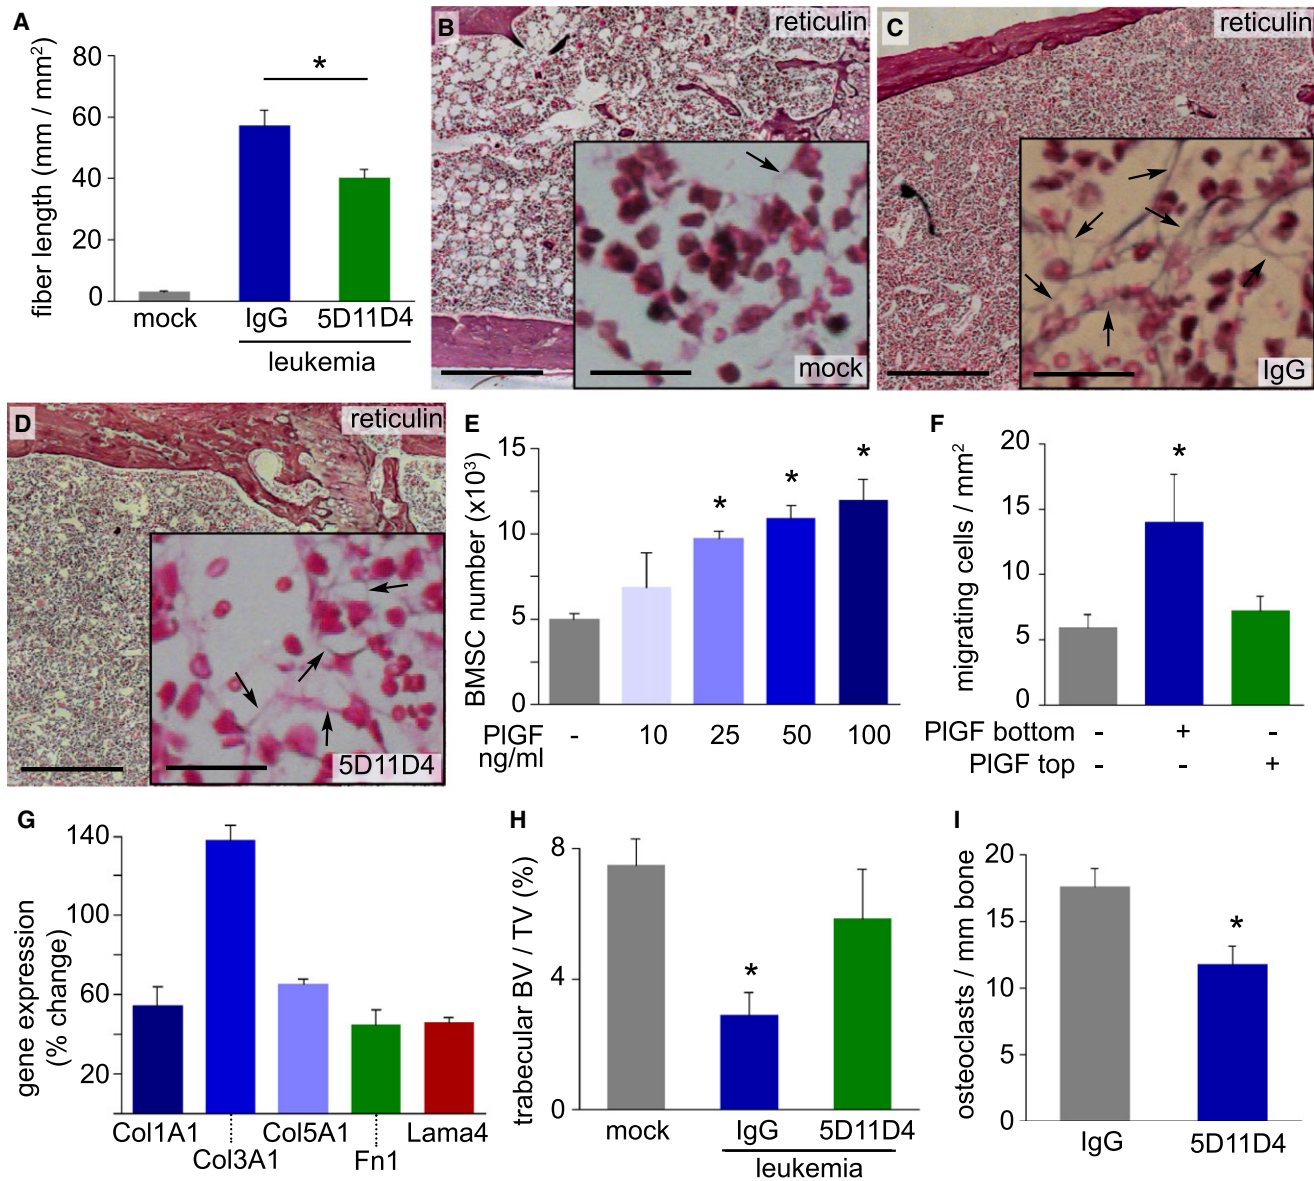 A
fiber length (mm / mm²)
80
60
40
20
0
*
mock
IgG
5D11D4
leukemia
B
reticulin
mock
C
reticulin
IgG
D
reticulin
5D11D4
E
BMSC number (x10³)
15
10
5
0
*
*
*
PlGF
ng/ml
-
10
25
50
100
F
migrating cells / mm²
20
15
10
5
0
*
PlGF bottom - + -
PlGF top - - +
G
gene expression
(% change)
140
100
60
20
Col1A1
Col3A1
Col5A1
Fn1
Lama4
H
trabecular BV / TV (%)
8
4
0
*
mock
IgG
5D11D4
leukemia
I
osteoclasts / mm bone
20
15
10
5
0
*
IgG
5D11D4